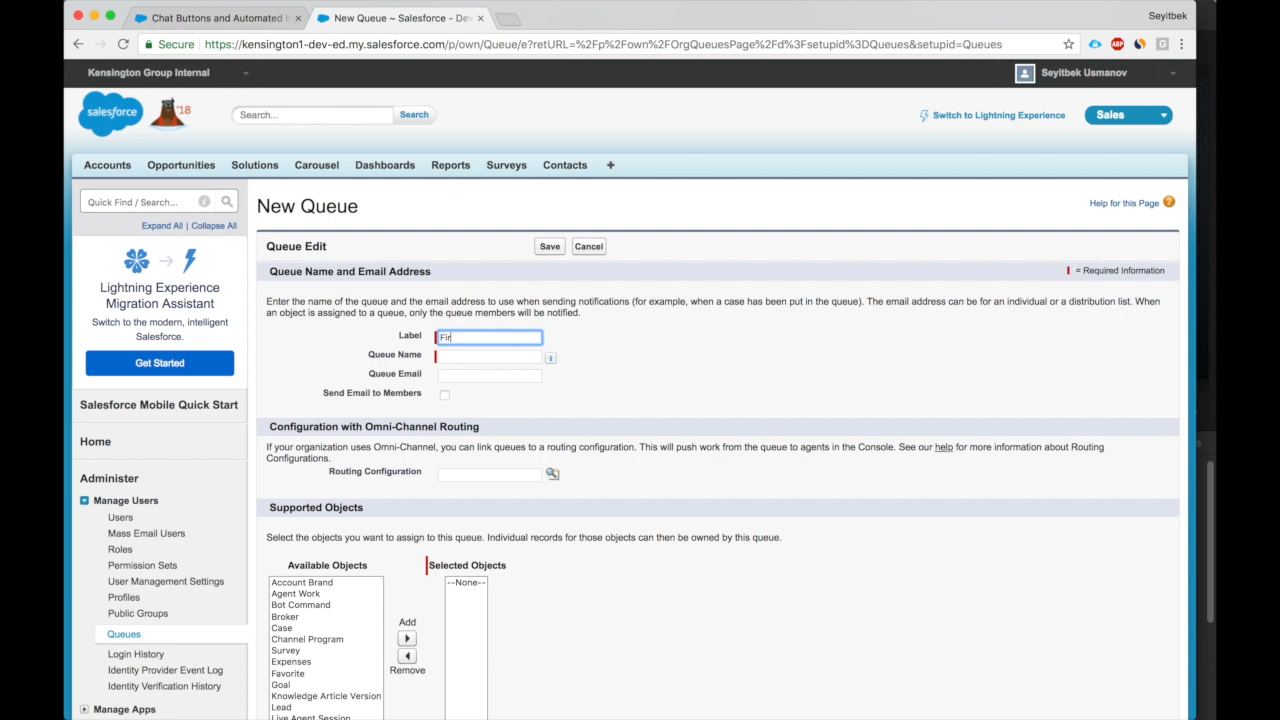 Chat Buttons and Automated I
New Queue ~ Salesforce - Dev
Seyitbek
Secure
https://kensington1-dev-ed.my.salesforce.com/p/own/Queue/e?retURL=%2Fp%2Fown%2FOrgQueuesPage%2Fd%3Fsetupid%3DQueues&setupid=Queues
ABP
G
Kensington Group Internal
Seyitbek Usmanov
salesforce
'18
Search...
Search
Switch to Lightning Experience
Sales
Accounts
Opportunities
Solutions
Carousel
Dashboards
Reports
Surveys
Contacts
+
Quick Find / Search...
i
Expand All | Collapse All
Lightning Experience
Migration Assistant
Switch to the modern, intelligent
Salesforce.
Get Started
Salesforce Mobile Quick Start
Home
Administer
Manage Users
Users
Mass Email Users
Roles
Permission Sets
User Management Settings
Profiles
Public Groups
Queues
Login History
Identity Provider Event Log
Identity Verification History
Manage Apps
New Queue
Help for this Page ?
Queue Edit
Save
Cancel
Queue Name and Email Address
= Required Information
Enter the name of the queue and the email address to use when sending notifications (for example, when a case has been put in the queue). The email address can be for an individual or a distribution list. When
an object is assigned to a queue, only the queue members will be notified.
Label
Fir
Queue Name
i
Queue Email
Send Email to Members
Configuration with Omni-Channel Routing
If your organization uses Omni-Channel, you can link queues to a routing configuration. This will push work from the queue to agents in the Console. See our help for more information about Routing
Configurations.
Routing Configuration
Supported Objects
Select the objects you want to assign to this queue. Individual records for those objects can then be owned by this queue.
Available Objects
Account Brand
Agent Work
Bot Command
Broker
Case
Channel Program
Survey
Expenses
Favorite
Goal
Knowledge Article Version
Lead
Live Agent Session
Add
Remove
Selected Objects
--None--